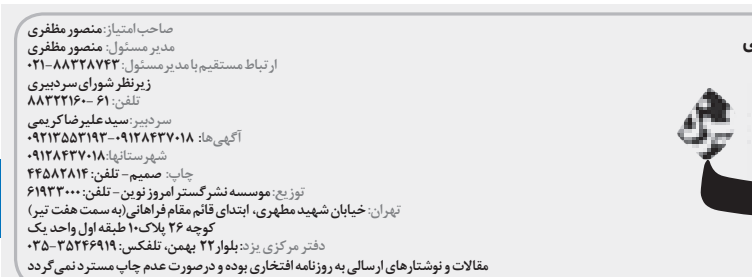 صاحب‌امتیاز: منصور مظفری
مدیر مسئول: منصور مظفری
ارتباط مستقیم با مدیر مسئول: ۸۸۳۲۸۷۴۳-۰۲۱
زیر نظر شورای سردبیری
تلفن: ۶۱ -۸۸۳۲۲۱۶۰
سردبیر: سید علیرضا کریمی
آگهی‌ها: ۰۹۱۲۸۴۳۷۰۱۸-۰۹۲۱۳۵۵۳۱۹۳
شهرستانها: ۰۹۱۲۸۴۳۷۰۱۸
چاپ: صمیم - تلفن: ۴۴۵۸۲۸۱۴
توزیع: موسسه نشر گستر امروز نوین - تلفن: ۶۱۹۳۳۰۰۰
تهران: خیابان شهید مطهری، ابتدای قائم مقام فراهانی (به سمت هفت تیر)
کوچه ۲۶ پلاک ۱۰ طبقه اول واحد یک
دفتر مرکزی یزد: بلوار ۲۲ بهمن، تلفکس: ۳۵۲۴۶۹۱۹-۰۳۵
مقالات و نوشتارهای ارسالی به روزنامه افتخاری بوده و درصورت عدم چاپ مسترد نمی‌گردد